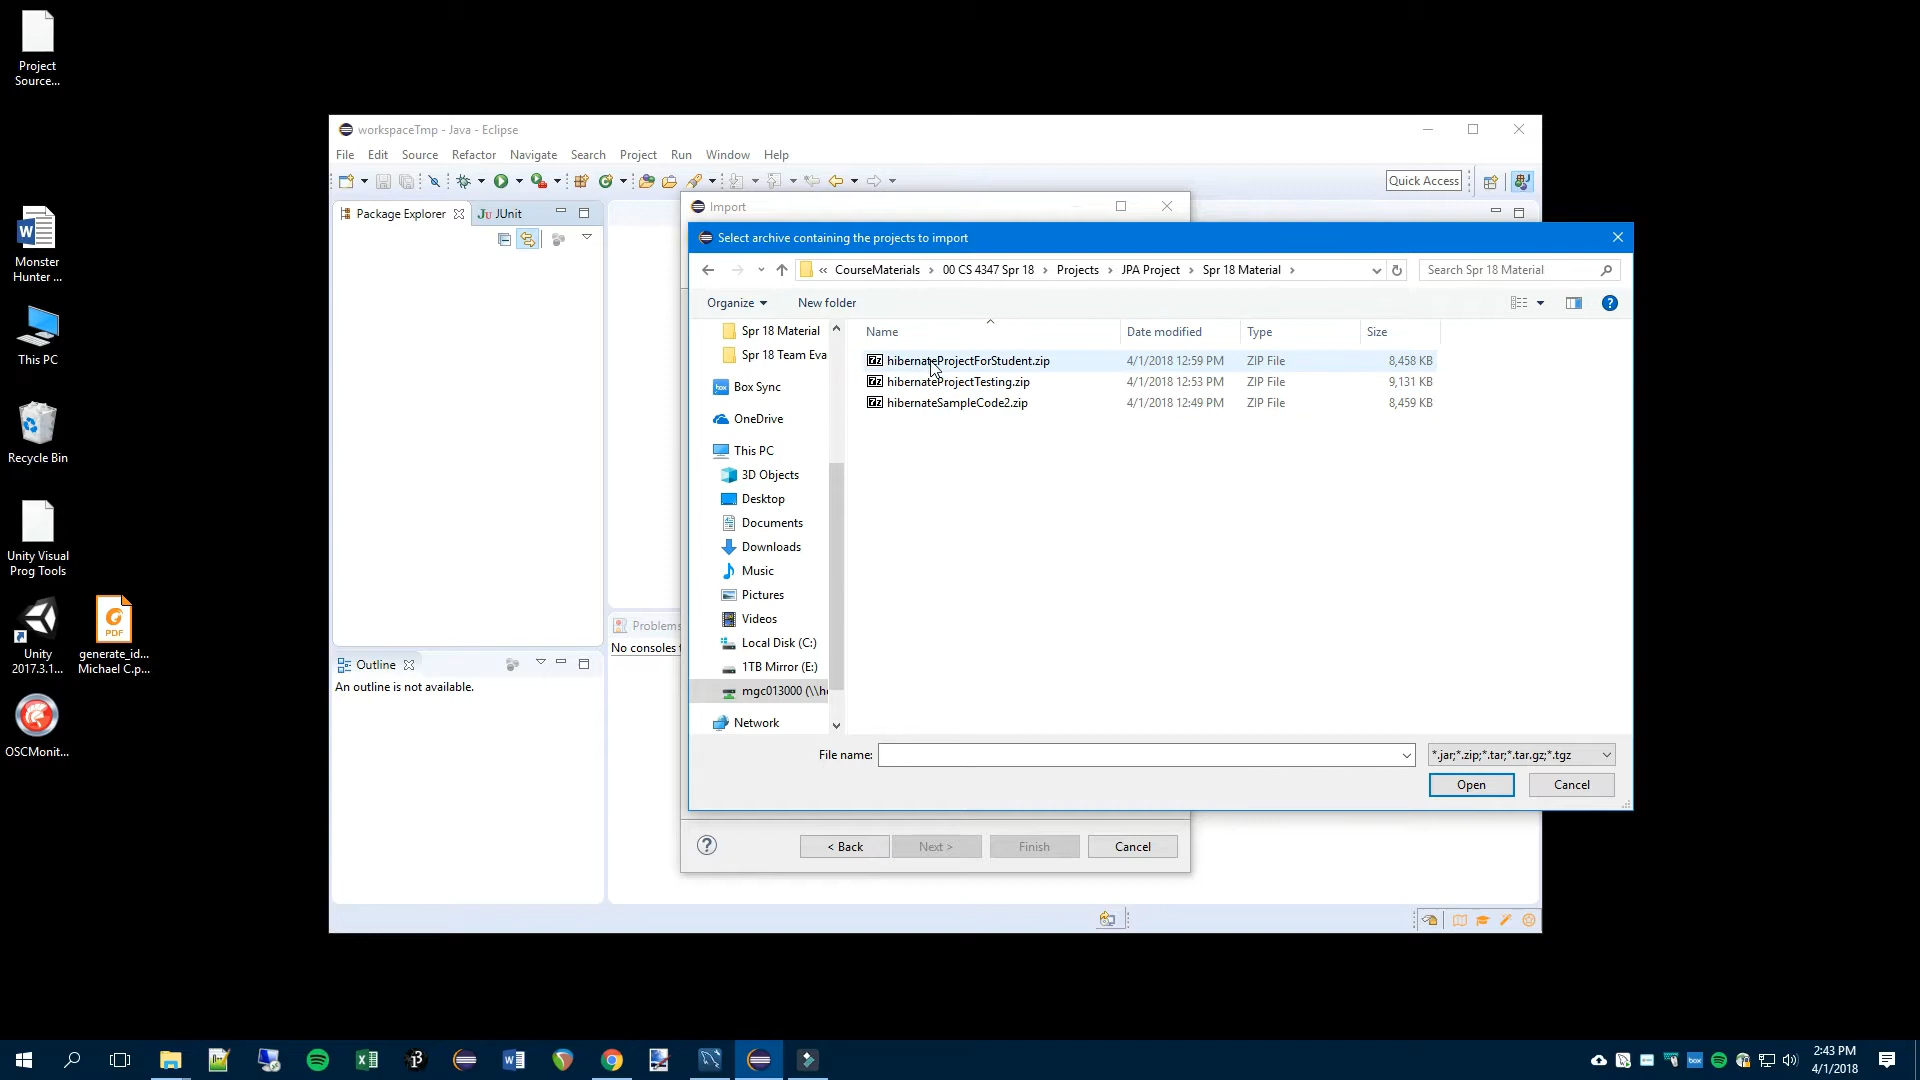 Project
Source...
Monster
Hunter ...
This PC
Recycle Bin
Unity Visual
Prog Tools
Unity
2017.3.1...
PDF
generate_id...
Michael C.p...
OSCMonit...
workspaceTmp - Java - Eclipse
File Edit Source Refactor Navigate Search Project Run Window Help
Quick Access
Package Explorer
Ju JUnit
Outline
An outline is not available.
Problems
No consoles
Import
Select archive containing the projects to import
« CourseMaterials › 00 CS 4347 Spr 18 › Projects › JPA Project › Spr 18 Material ›
Search Spr 18 Material
Organize New folder
Spr 18 Material
Spr 18 Team Eva
Box Sync
OneDrive
This PC
3D Objects
Desktop
Documents
Downloads
Music
Pictures
Videos
Local Disk (C:)
1TB Mirror (E:)
mgc013000 (\\h
Network
Name Date modified Type Size
hibernateProjectForStudent.zip 4/1/2018 12:59 PM ZIP File 8,458 KB
hibernateProjectTesting.zip 4/1/2018 12:53 PM ZIP File 9,131 KB
hibernateSampleCode2.zip 4/1/2018 12:49 PM ZIP File 8,459 KB
File name:
*.jar;*.zip;*.tar;*.tar.gz;*.tgz
Open Cancel
< Back Next > Finish Cancel
2:43 PM
4/1/2018